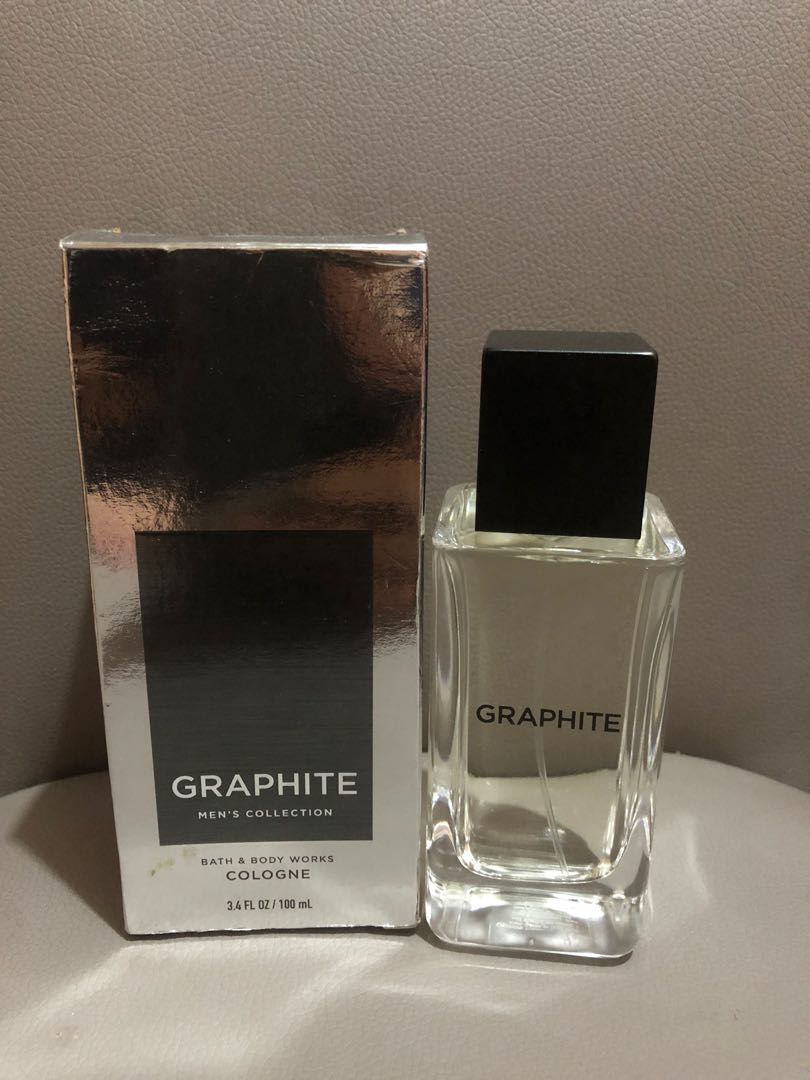 GRAPHITE
MEN'S COLLECTION
BATH & BODY WORKS
COLOGNE
3.4 FL OZ / 100 mL
GRAPHITE